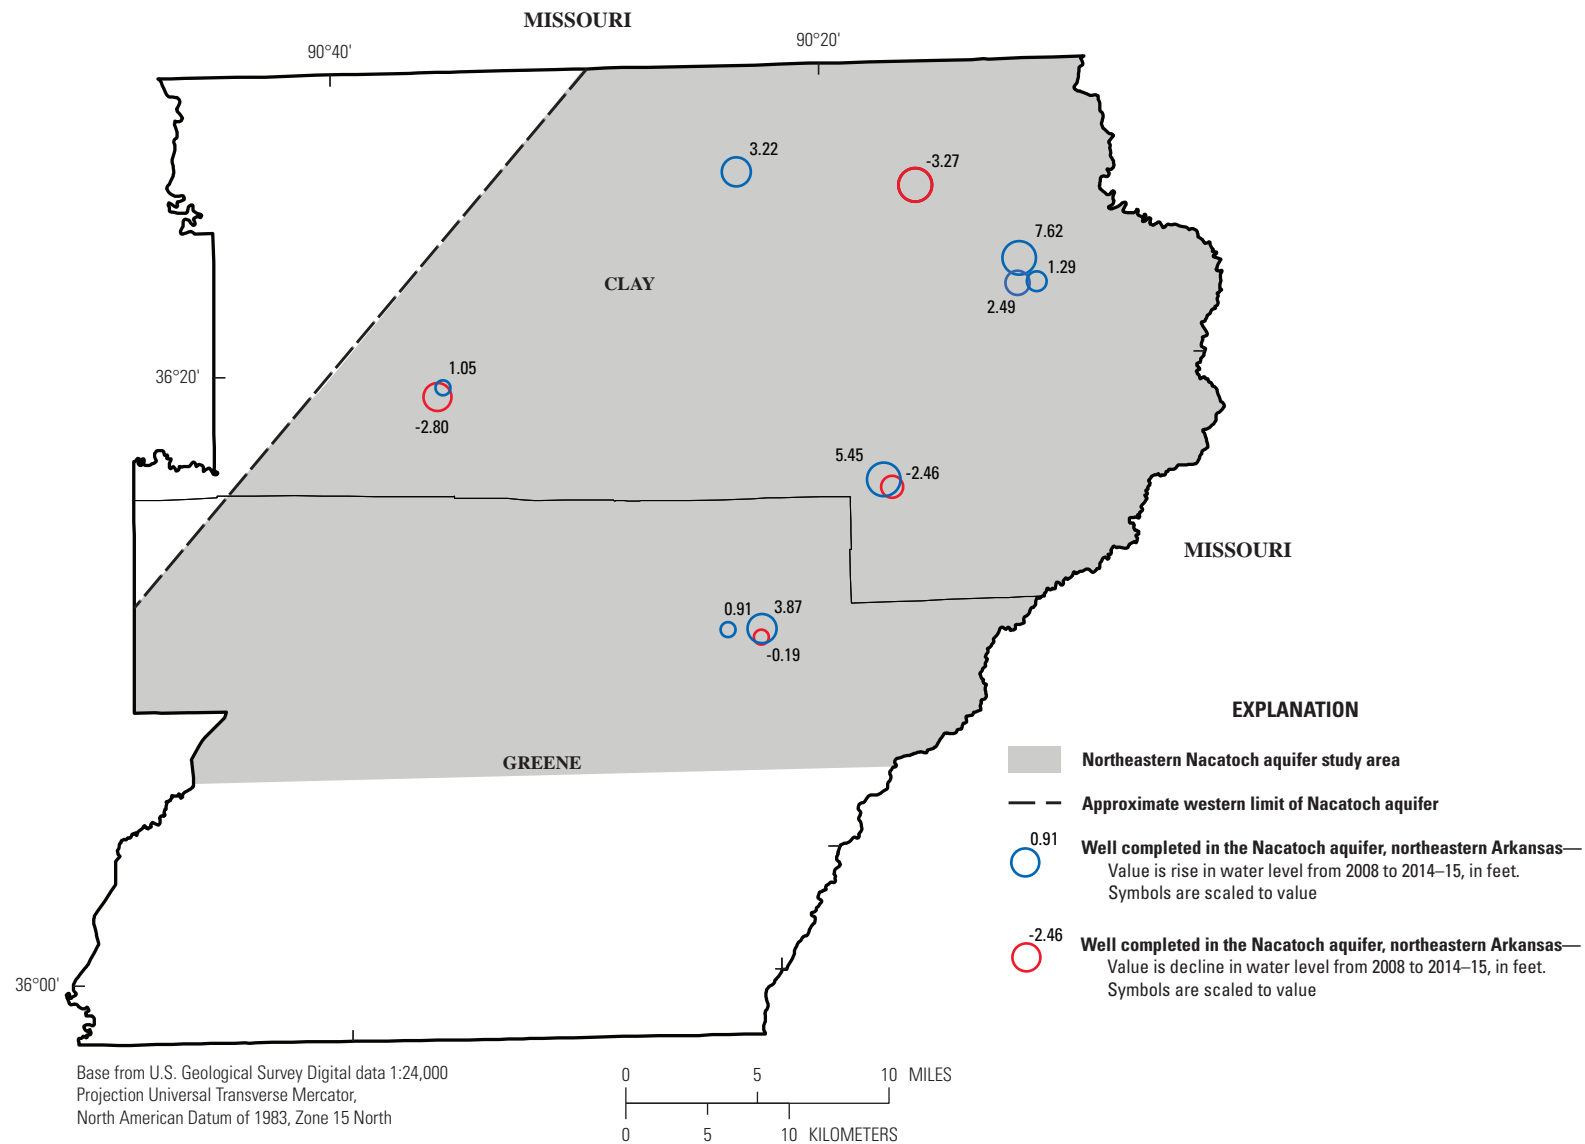 MISSOURI
90°40'
90°20'
3.22
-3.27
7.62
1.29
2.49
CLAY
36°20'
1.05
-2.80
5.45
-2.46
MISSOURI
0.91
3.87
-0.19
GREENE
36°00'
EXPLANATION
Northeastern Nacatoch aquifer study area
Approximate western limit of Nacatoch aquifer
0.91
Well completed in the Nacatoch aquifer, northeastern Arkansas—
Value is rise in water level from 2008 to 2014–15, in feet.
Symbols are scaled to value
-2.46
Well completed in the Nacatoch aquifer, northeastern Arkansas—
Value is decline in water level from 2008 to 2014–15, in feet.
Symbols are scaled to value
Base from U.S. Geological Survey Digital data 1:24,000
Projection Universal Transverse Mercator,
North American Datum of 1983, Zone 15 North
0 5 10 MILES
0 5 10 KILOMETERS